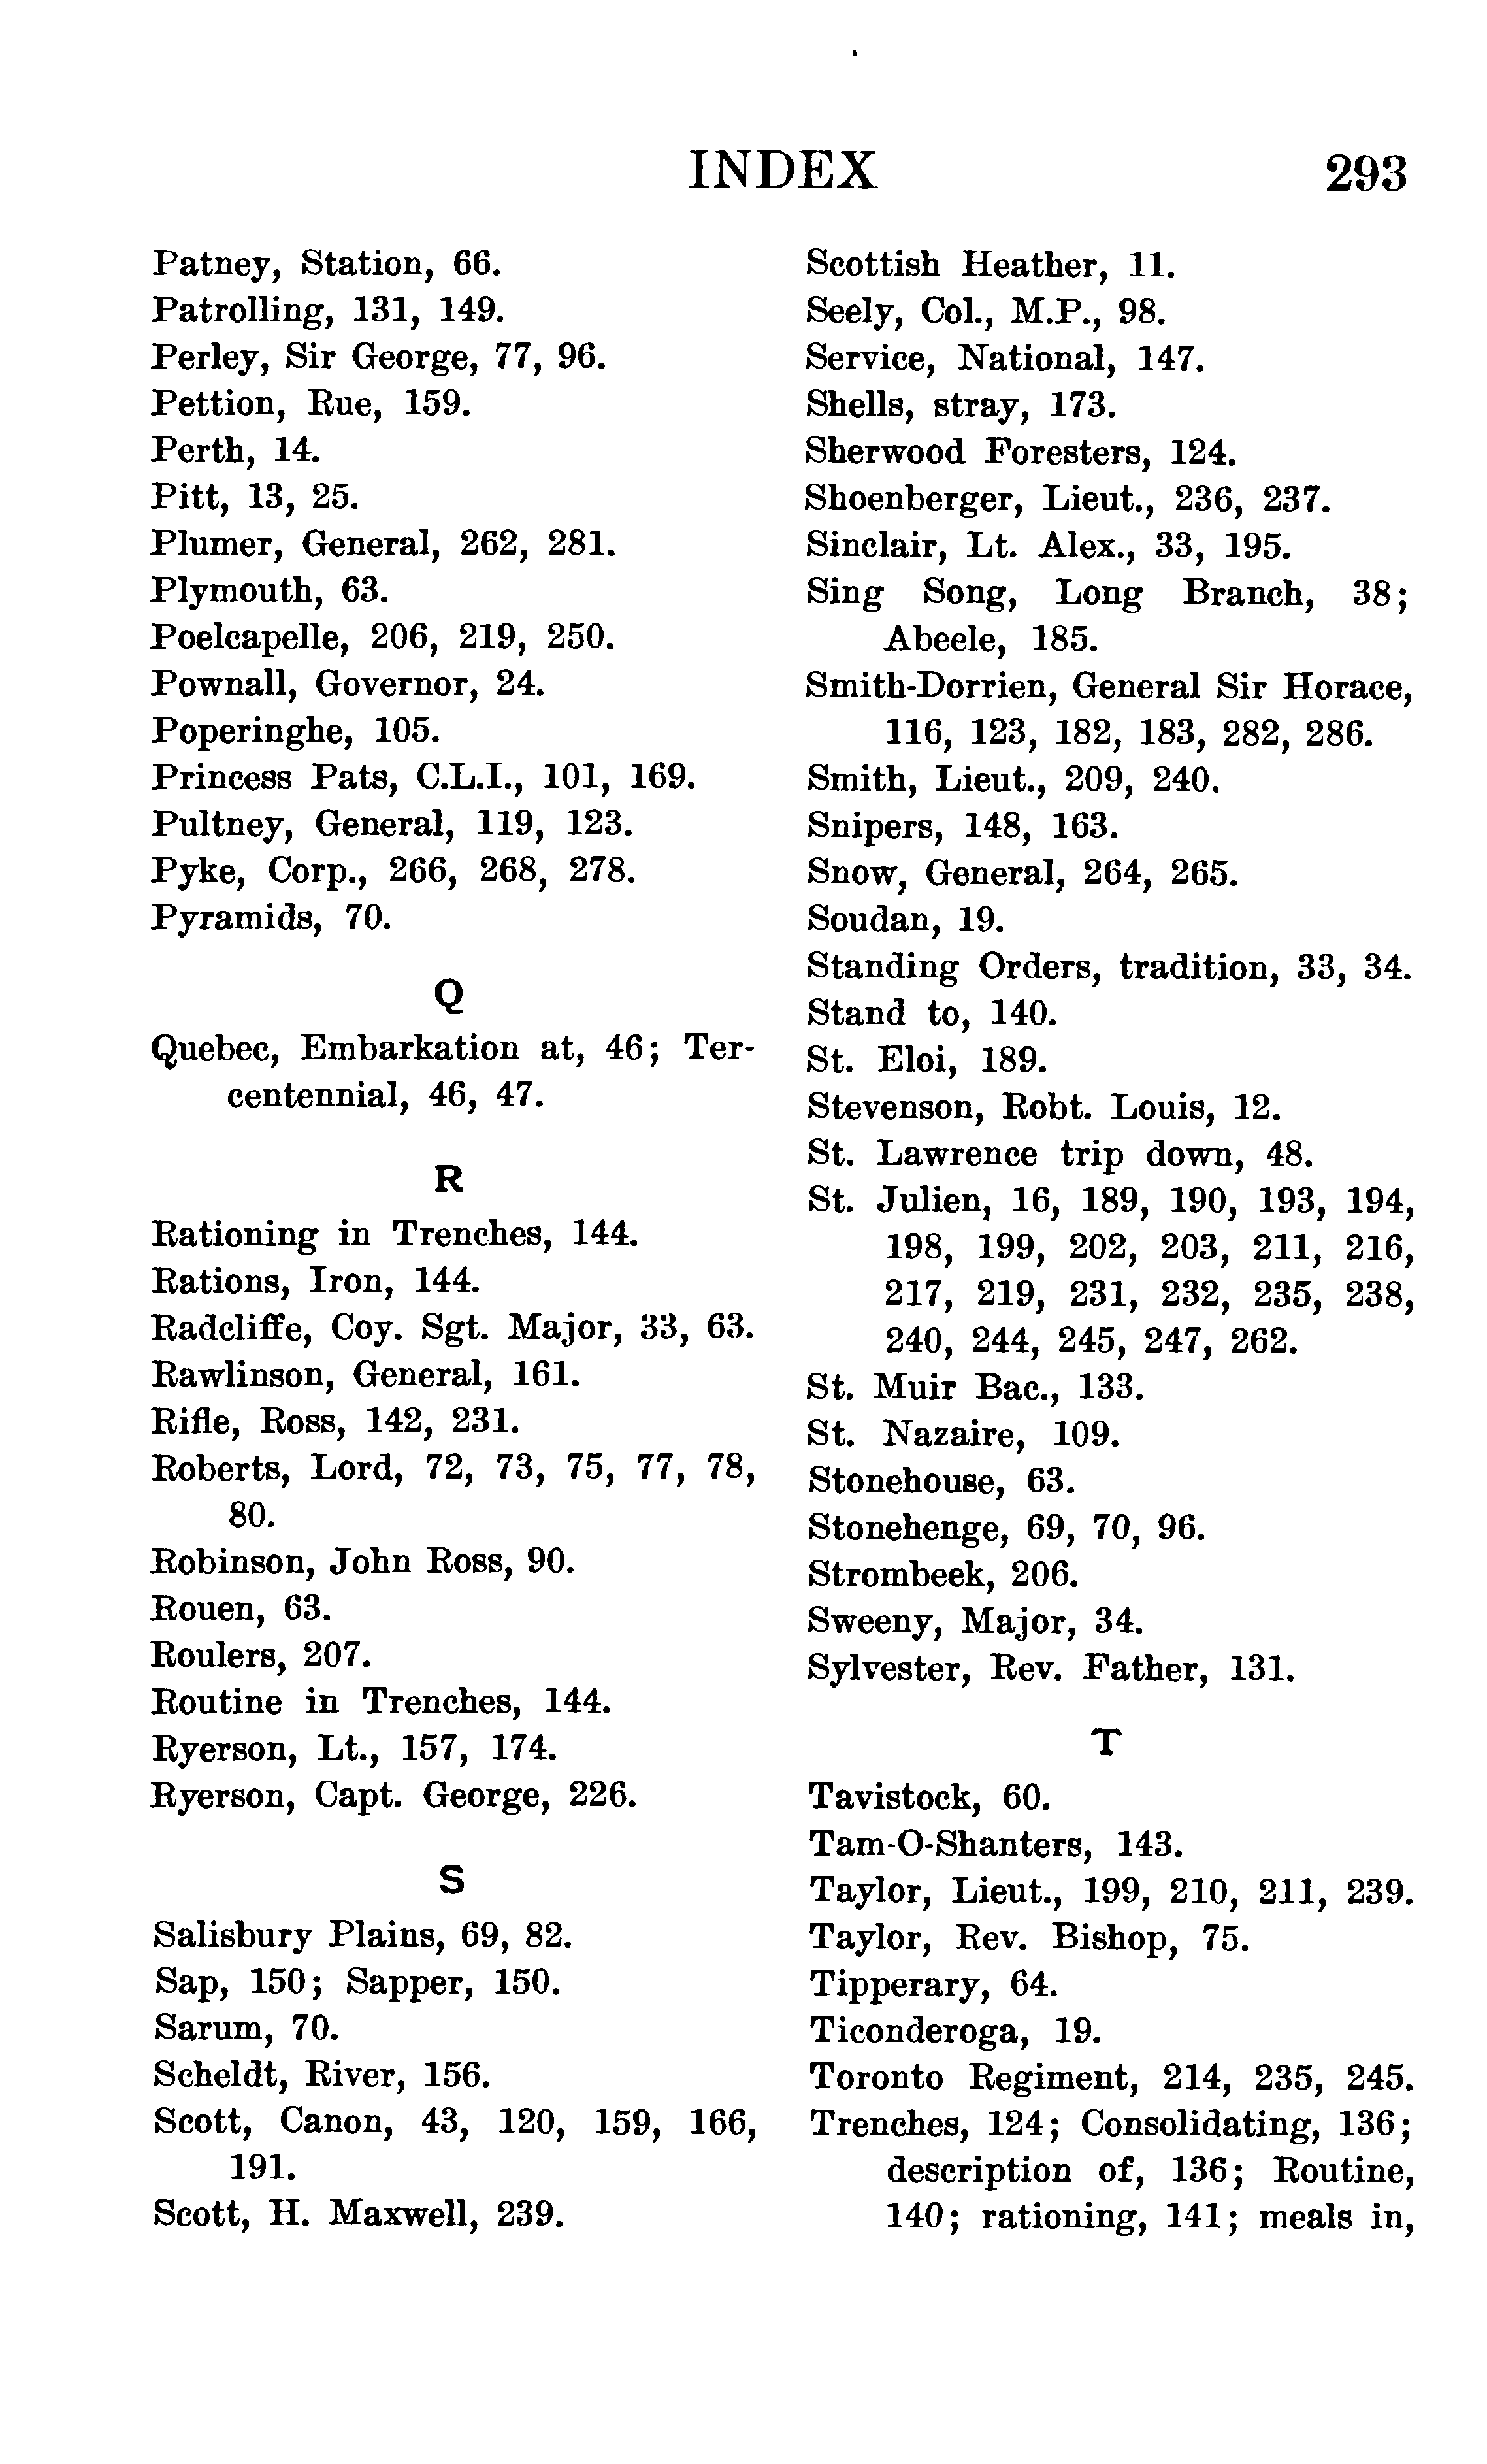 INDEX 293
Patney, Station, 66.
Patrolling, 131, 149.
Perley, Sir George, 77, 96.
Pettion, Rue, 159.
Perth, 14.
Pitt, 13, 25.
Plumer, General, 262, 281.
Plymouth, 63.
Poelcapelle, 206, 219, 250.
Pownall, Governor, 24.
Poperinghe, 105.
Princess Pats, C.L.I., 101, 169.
Pultney, General, 119, 123.
Pyke, Corp., 266, 268, 278.
Pyramids, 70.
Q
Quebec, Embarkation at, 46; Ter-
centennial, 46, 47.
R
Rationing in Trenches, 144.
Rations, Iron, 144.
Radcliffe, Coy. Sgt. Major, 33, 63.
Rawlinson, General, 161.
Rifle, Ross, 142, 231.
Roberts, Lord, 72, 73, 75, 77, 78,
80.
Robinson, John Ross, 90.
Rouen, 63.
Roulers, 207.
Routine in Trenches, 144.
Ryerson, Lt., 157, 174.
Ryerson, Capt. George, 226.
S
Salisbury Plains, 69, 82.
Sap, 150; Sapper, 150.
Sarum, 70.
Scheldt, River, 156.
Scott, Canon, 43, 120, 159, 166,
191.
Scott, H. Maxwell, 239.
Scottish Heather, 11.
Seely, Col., M.P., 98.
Service, National, 147.
Shells, stray, 173.
Sherwood Foresters, 124.
Shoenberger, Lieut., 236, 237.
Sinclair, Lt. Alex., 33, 195.
Sing Song, Long Branch, 38;
Abeele, 185.
Smith-Dorrien, General Sir Horace,
116, 123, 182, 183, 282, 286.
Smith, Lieut., 209, 240.
Snipers, 148, 163.
Snow, General, 264, 265.
Soudan, 19.
Standing Orders, tradition, 33, 34.
Stand to, 140.
St. Eloi, 189.
Stevenson, Robt. Louis, 12.
St. Lawrence trip down, 48.
St. Julien, 16, 189, 190, 193, 194,
198, 199, 202, 203, 211, 216,
217, 219, 231, 232, 235, 238,
240, 244, 245, 247, 262.
St. Muir Bac., 133.
St. Nazaire, 109.
Stonehouse, 63.
Stonehenge, 69, 70, 96.
Strombeek, 206.
Sweeny, Major, 34.
Sylvester, Rev. Father, 131.
T
Tavistock, 60.
Tam-O-Shanters, 143.
Taylor, Lieut., 199, 210, 211, 239.
Taylor, Rev. Bishop, 75.
Tipperary, 64.
Ticonderoga, 19.
Toronto Regiment, 214, 235, 245.
Trenches, 124; Consolidating, 136;
description of, 136; Routine,
140; rationing, 141; meals in,